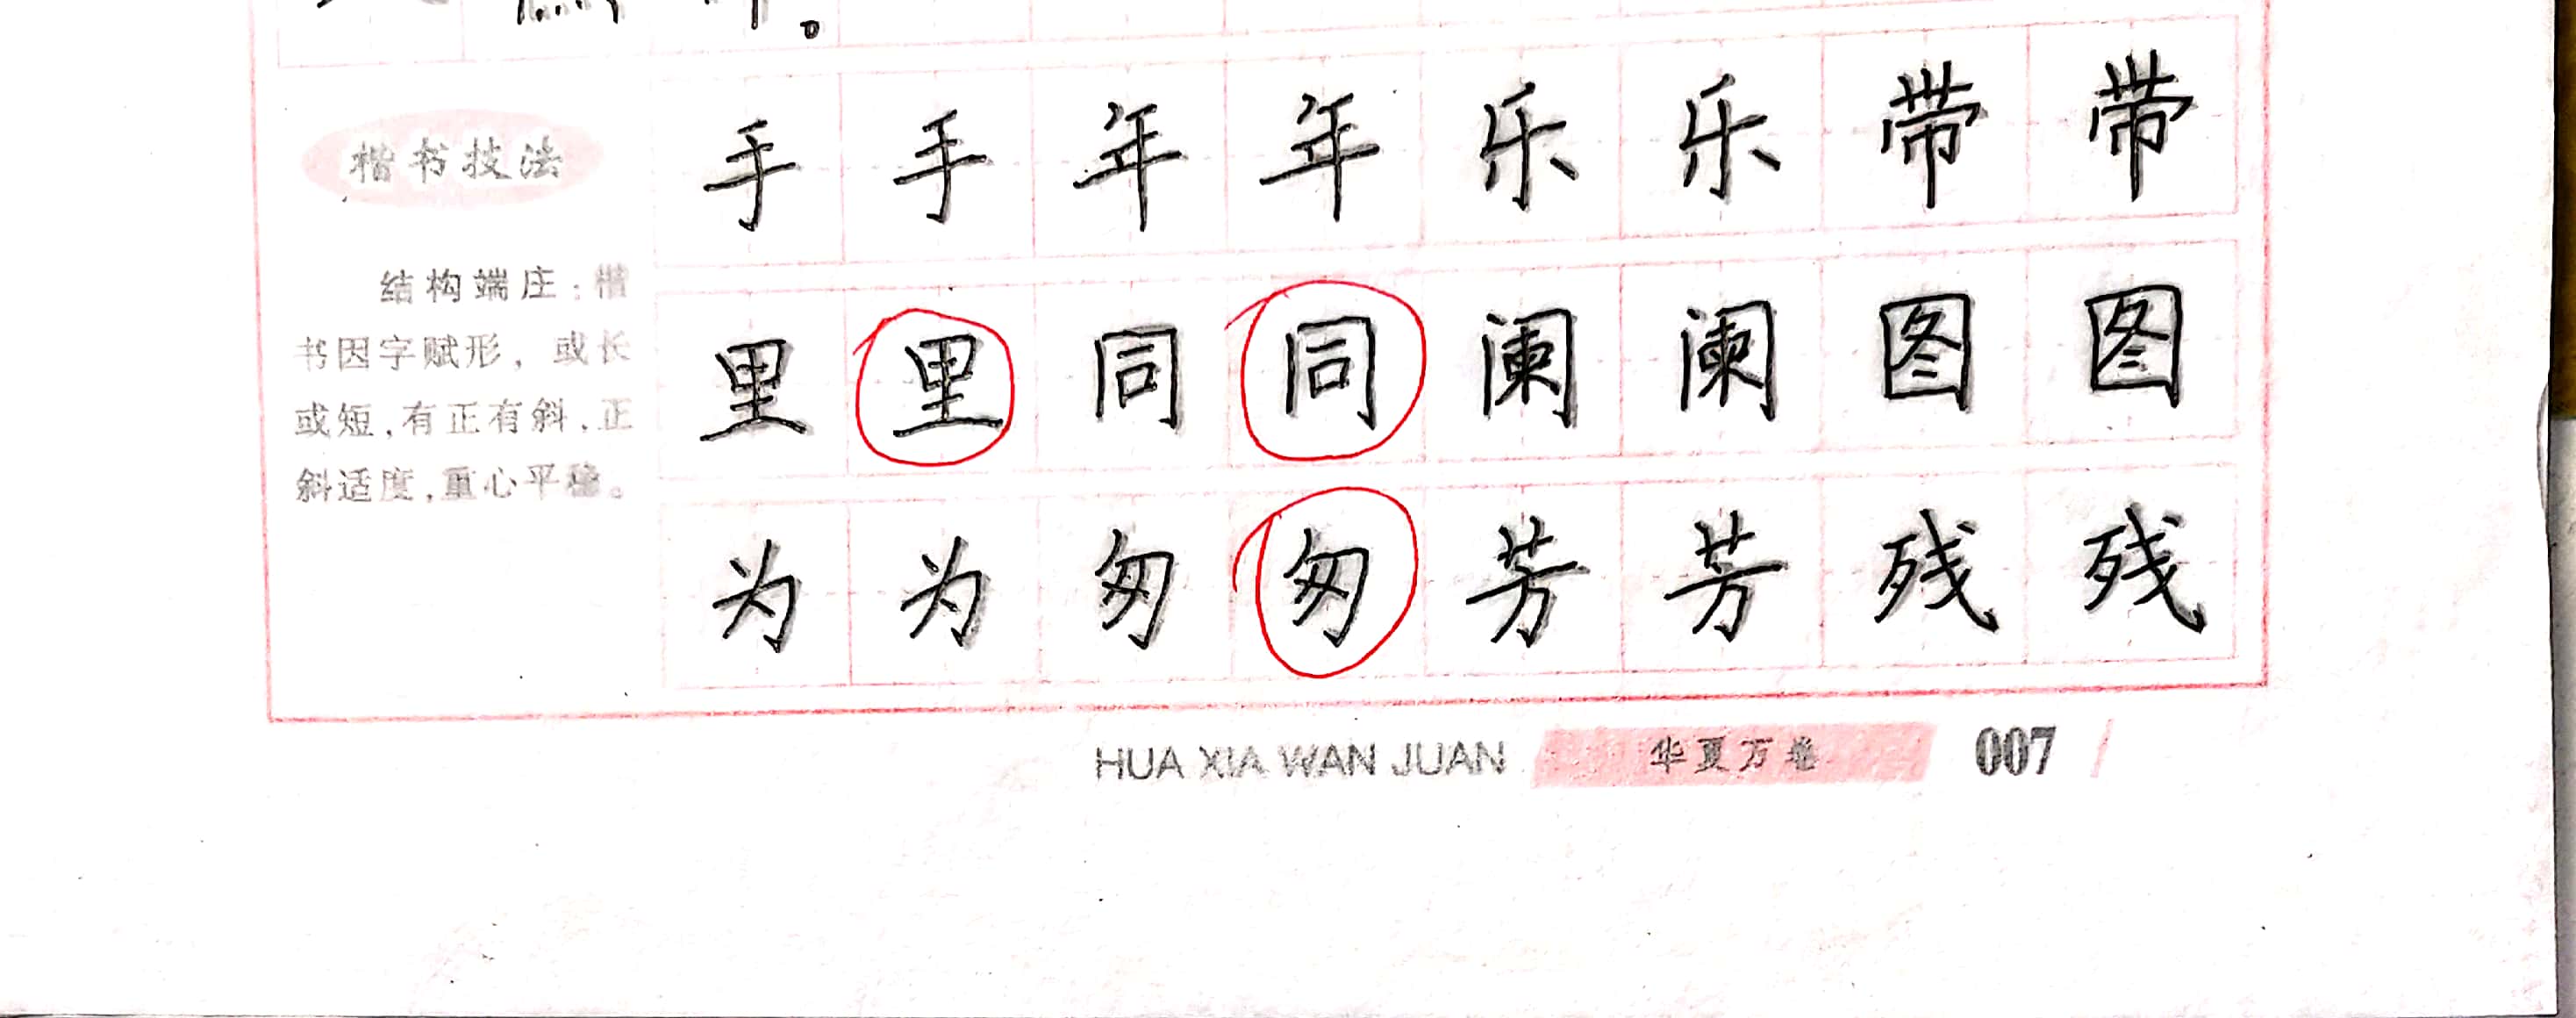 手手年年乐乐带带
楷书技法
里里同同阑阑图图
结构端庄：楷
书因字赋形，或长
或短，有正有斜，正
斜适度，重心平稳。
为为匆匆芳芳残残
HUA XIA WAN JUAN 华夏万卷 007